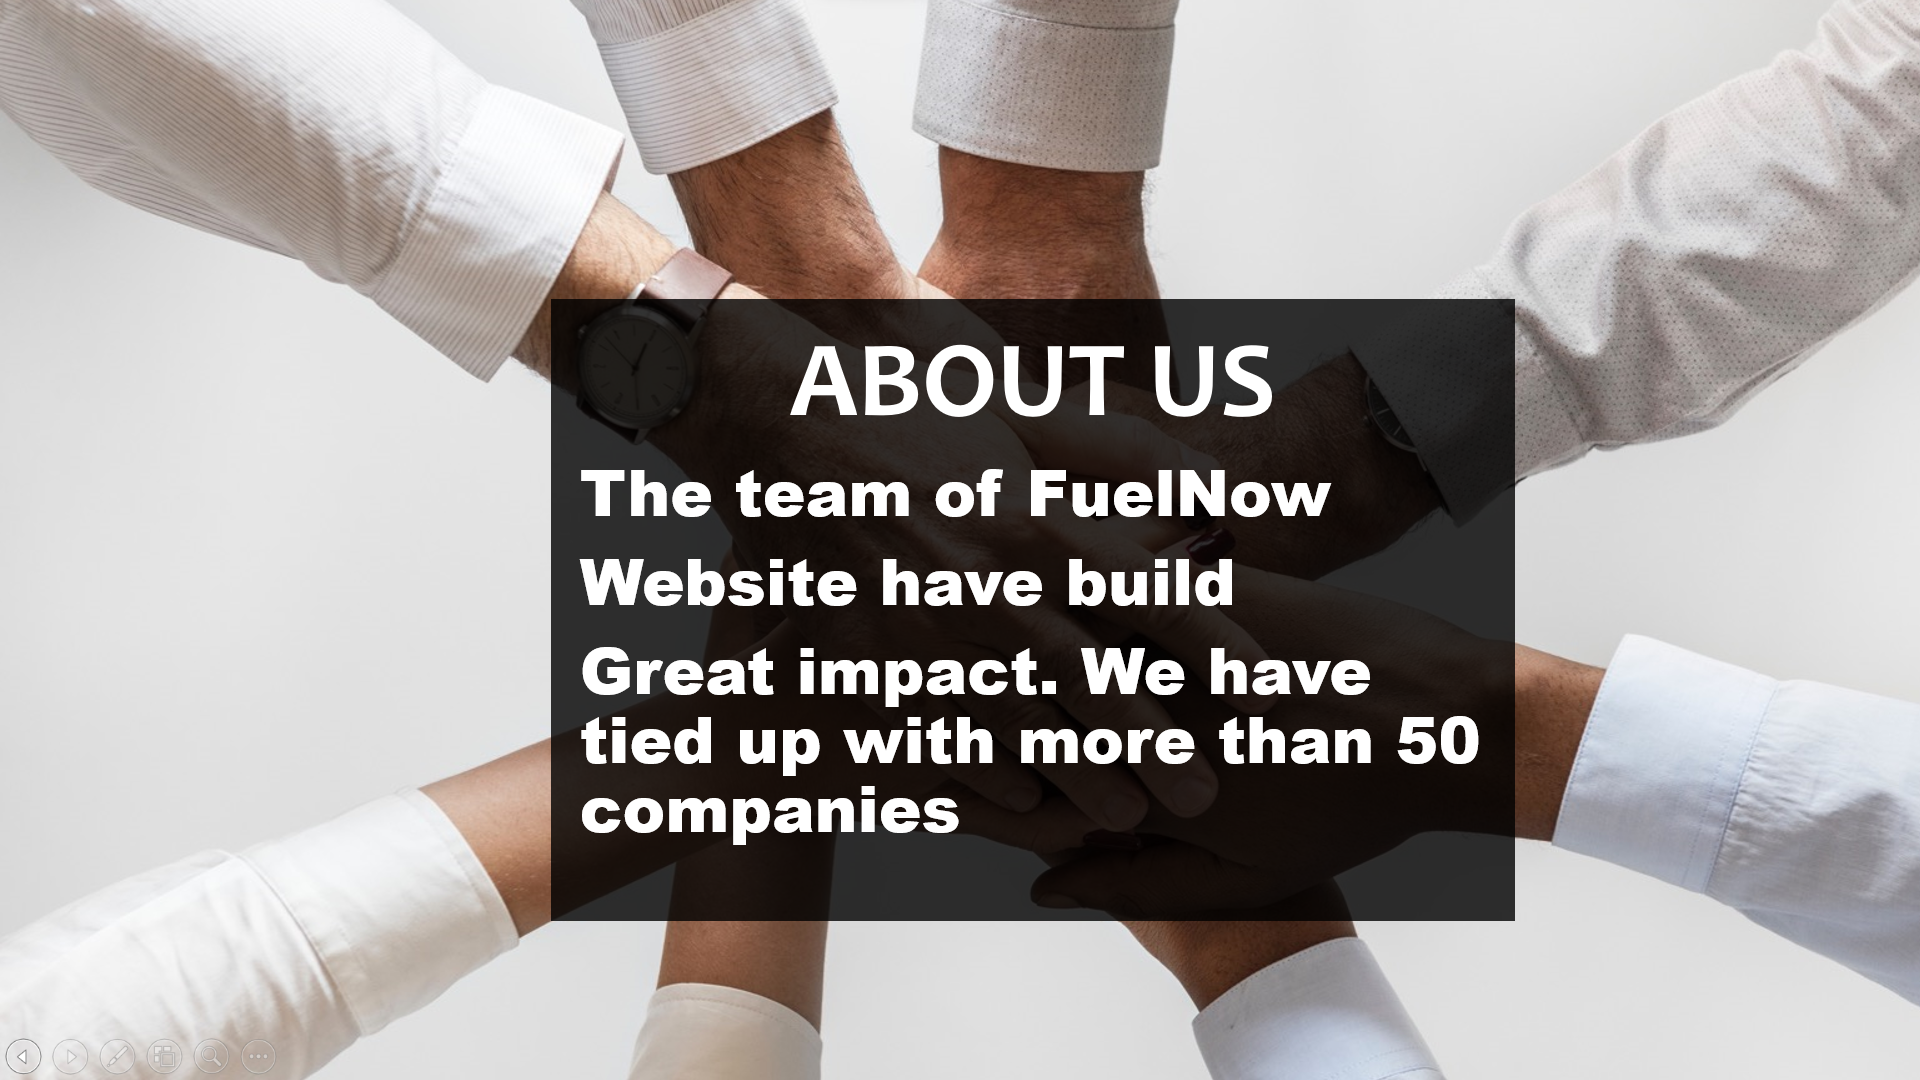 ABOUT US
The team of FuelNow
Website have build
Great impact. We have
tied up with more than 50
companies